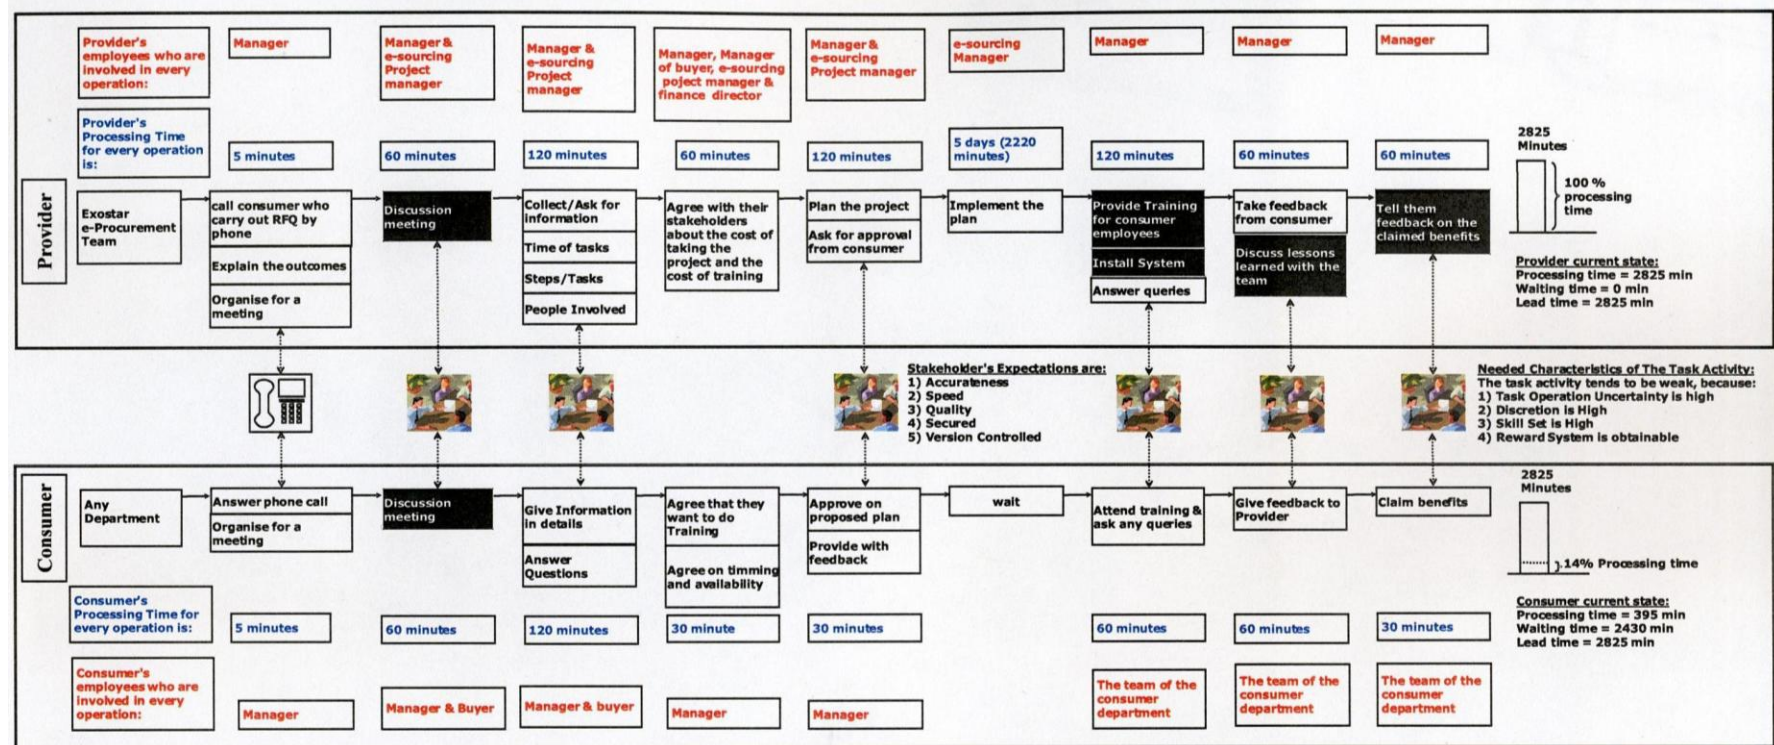 Provider's
employees who are
involved in every
operation:
Manager
Manager &
e-sourcing
Project
manager
Manager &
e-sourcing
Project
manager
Manager, Manager
of buyer, e-sourcing
poject manager &
finance director
Manager &
e-sourcing
Project manager
e-sourcing
Manager
Manager
Manager
Manager
Provider's
Processing Time
for every operation
is:
5 minutes
60 minutes
120 minutes
60 minutes
120 minutes
5 days (2220
minutes)
120 minutes
60 minutes
60 minutes
2825
Minutes
100 %
processing
time
Provider
Exostar
e-Procurement
Team
call consumer who
carry out RFQ by
phone
Explain the outcomes
Organise for a
meeting
Discussion
meeting
Collect/Ask for
information
Time of tasks
Steps/Tasks
People Involved
Agree with their
stakeholders
about the cost of
taking the
project and the
cost of training
Plan the project
Ask for approval
from consumer
Implement the
plan
Provide Training
for consumer
employees
Install System
Answer queries
Take feedback
from consumer
Discuss lessons
learned with the
team
Tell them
feedback on the
claimed benefits
Provider current state:
Processing time = 2825 min
Waiting time = 0 min
Lead time = 2825 min
Stakeholder's Expectations are:
1) Accurateness
2) Speed
3) Quality
4) Secured
5) Version Controlled
Needed Characteristics of The Task Activity:
The task activity tends to be weak, because:
1) Task Operation Uncertainty is high
2) Discretion is High
3) Skill Set is High
4) Reward System is obtainable
Consumer
Any
Department
Answer phone call
Organise for a
meeting
Discussion
meeting
Give Information
in details
Answer
Questions
Agree that they
want to do
Training
Agree on timming
and availability
Approve on
proposed plan
Provide with
feedback
wait
Attend training &
ask any queries
Give feedback to
Provider
Claim benefits
2825
Minutes
14% Processing time
Consumer's
Processing Time for
every operation is:
5 minutes
60 minutes
120 minutes
30 minute
30 minutes
60 minutes
60 minutes
30 minutes
Consumer current state:
Processing time = 395 min
Waiting time = 2430 min
Lead time = 2825 min
Consumer's
employees who are
involved in every
operation:
Manager
Manager & Buyer
Manager & buyer
Manager
Manager
The team of the
consumer
department
The team of the
consumer
department
The team of the
consumer
department